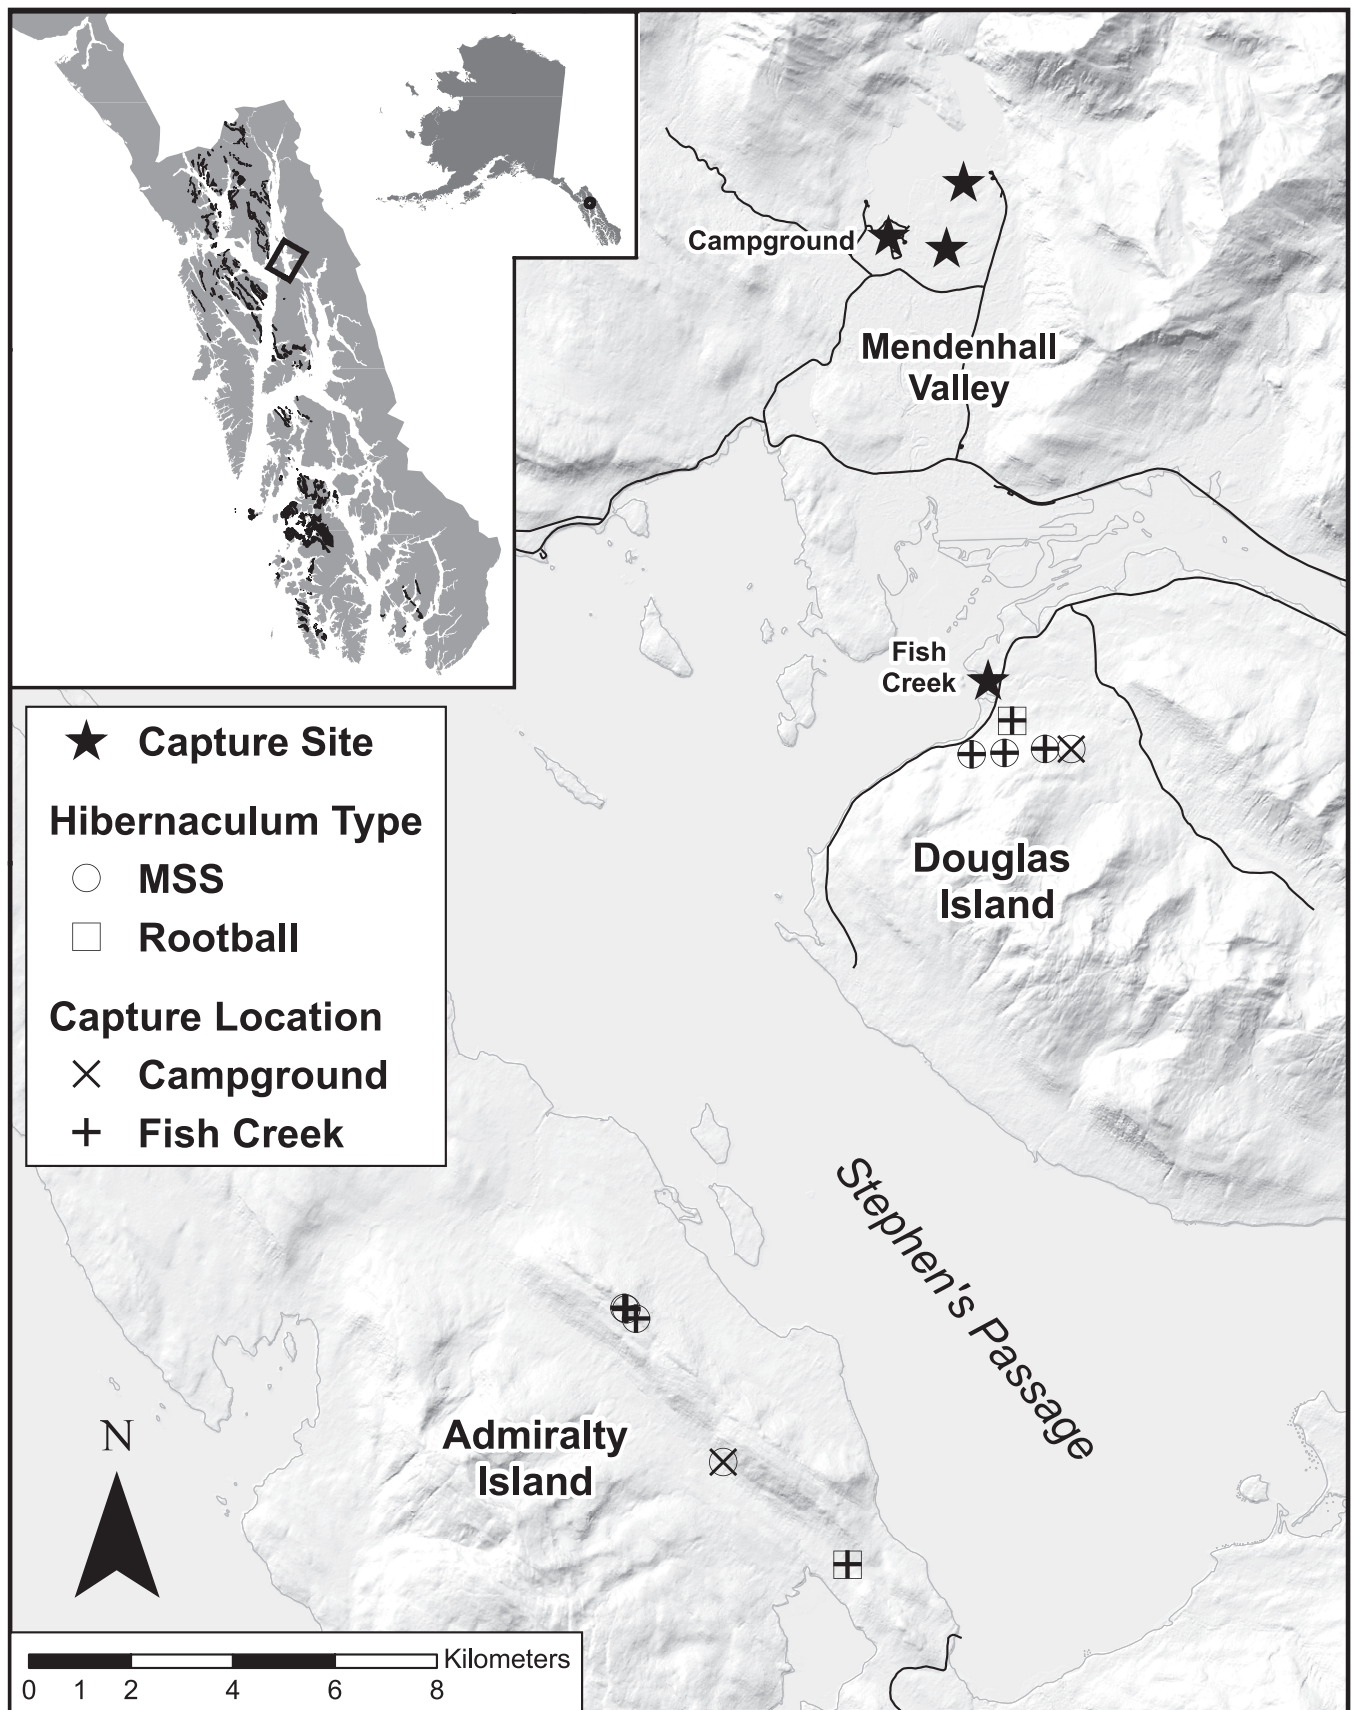 Campground
Mendenhall
Valley
Fish
Creek
Capture Site
Hibernaculum Type
MSS
Rootball
Capture Location
Campground
Fish Creek
Douglas
Island
Stephen's Passage
Admiralty
Island
N
Kilometers
0 1 2 4 6 8